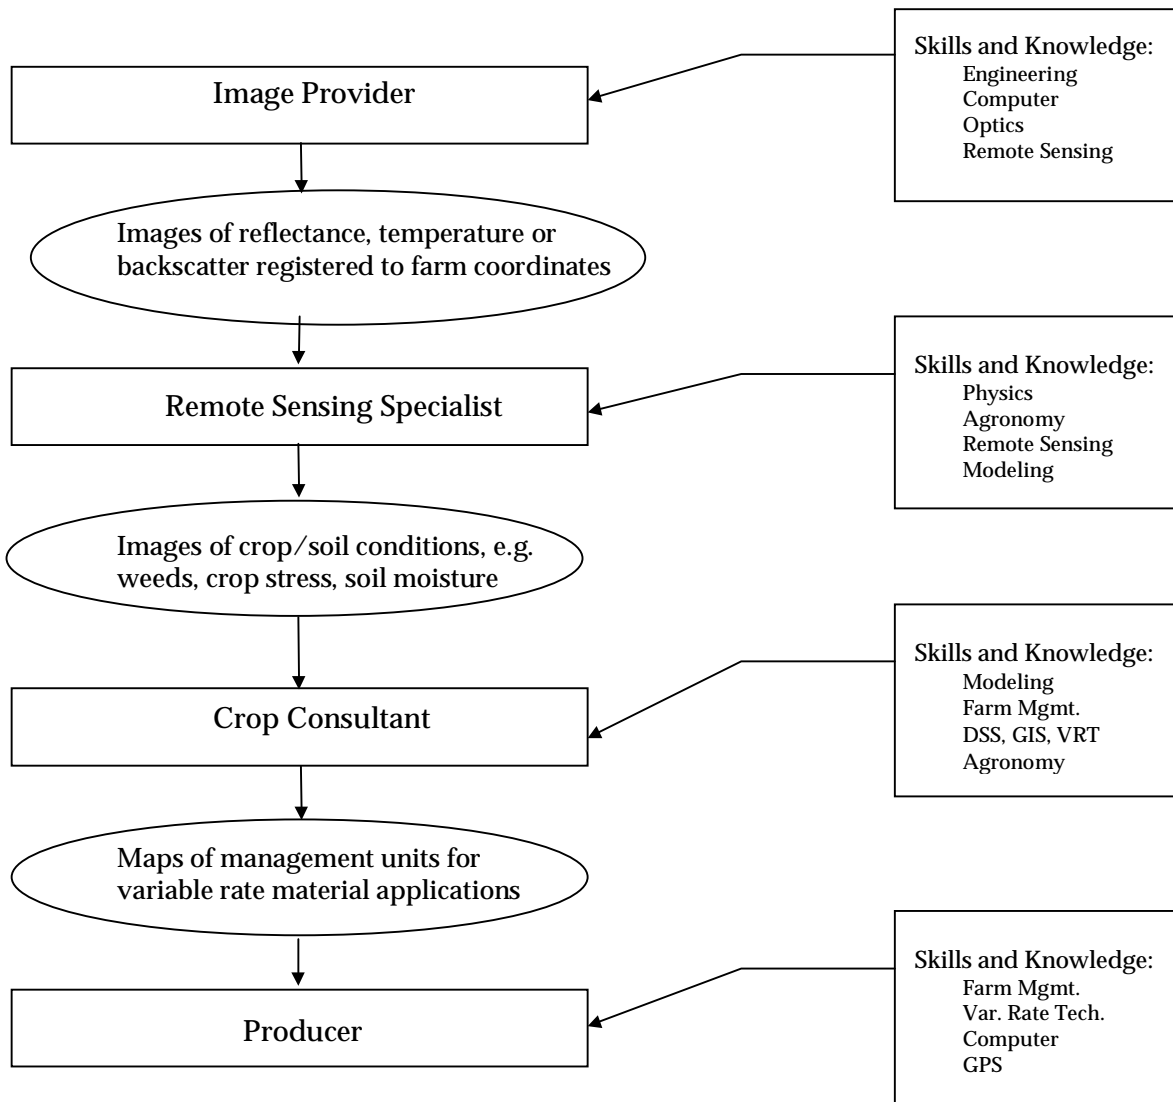 Image Provider
Skills and Knowledge:
Engineering
Computer
Optics
Remote Sensing
Images of reflectance, temperature or
backscatter registered to farm coordinates
Remote Sensing Specialist
Skills and Knowledge:
Physics
Agronomy
Remote Sensing
Modeling
Images of crop/soil conditions, e.g.
weeds, crop stress, soil moisture
Crop Consultant
Skills and Knowledge:
Modeling
Farm Mgmt.
DSS, GIS, VRT
Agronomy
Maps of management units for
variable rate material applications
Producer
Skills and Knowledge:
Farm Mgmt.
Var. Rate Tech.
Computer
GPS